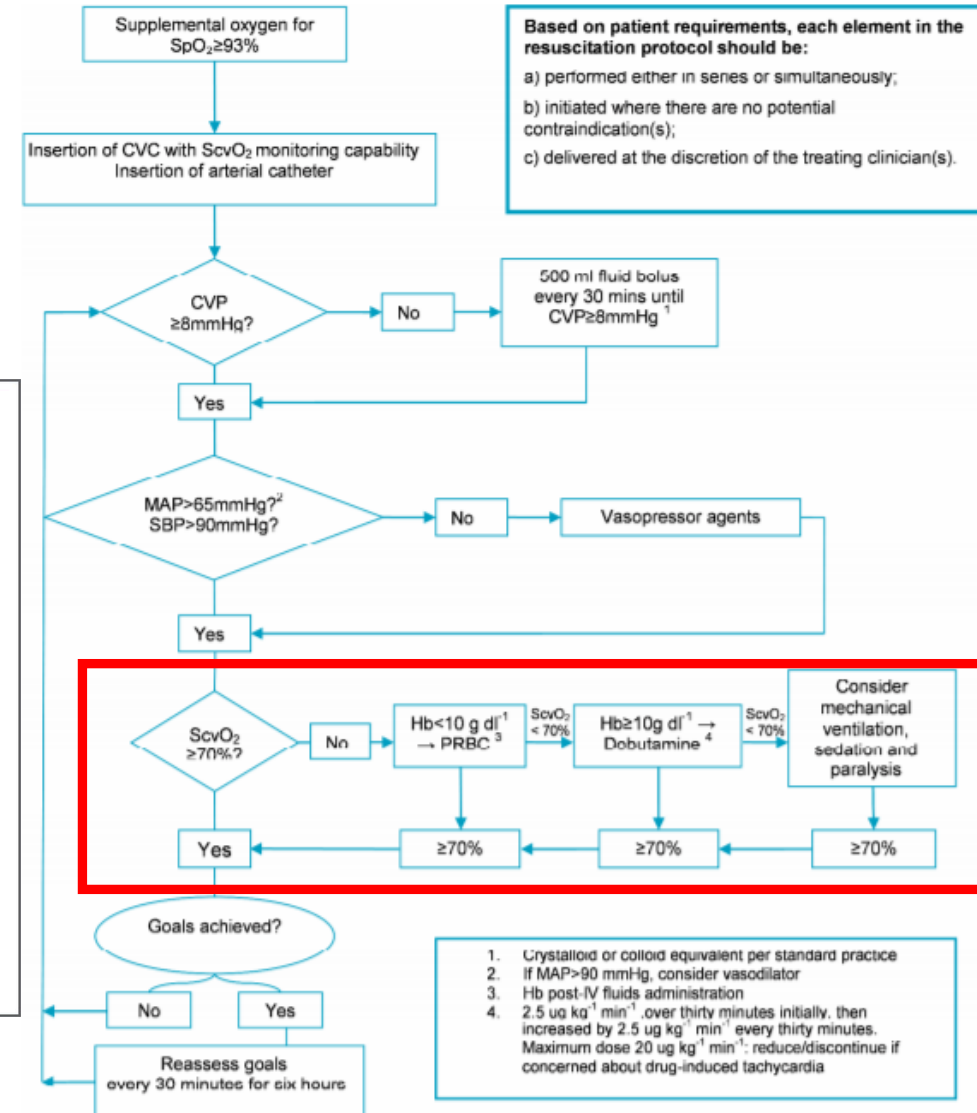 Supplemental oxygen for
SpO₂≥93%
Based on patient requirements, each element in the
resuscitation protocol should be:
a) performed either in series or simultaneously;
b) initiated where there are no potential
contraindication(s);
c) delivered at the discretion of the treating clinician(s).
Insertion of CVC with ScvO₂ monitoring capability
Insertion of arterial catheter
CVP
≥8mmHg?
No
500 ml fluid bolus
every 30 mins until
CVP≥8mmHg ¹
Yes
MAP>65mmHg?²
SBP>90mmHg?
No
Vasopressor agents
Yes
ScvO₂
≥70%?
No
Hb<10 g dl⁻¹
→ PRBC ³
ScvO₂
< 70%
Hb≥10g dl⁻¹ →
Dobutamine ⁴
ScvO₂
< 70%
Consider
mechanical
ventilation,
sedation and
paralysis
Yes
≥70%
≥70%
≥70%
Goals achieved?
No
Yes
Reassess goals
every 30 minutes for six hours
1. Crystalloid or colloid equivalent per standard practice
2. If MAP>90 mmHg, consider vasodilator
3. Hb post-IV fluids administration
4. 2.5 ug kg⁻¹ min⁻¹ ,over thirty minutes initially, then
increased by 2.5 ug kg⁻¹ min⁻¹ every thirty minutes.
Maximum dose 20 ug kg⁻¹ min⁻¹: reduce/discontinue if
concerned about drug-induced tachycardia